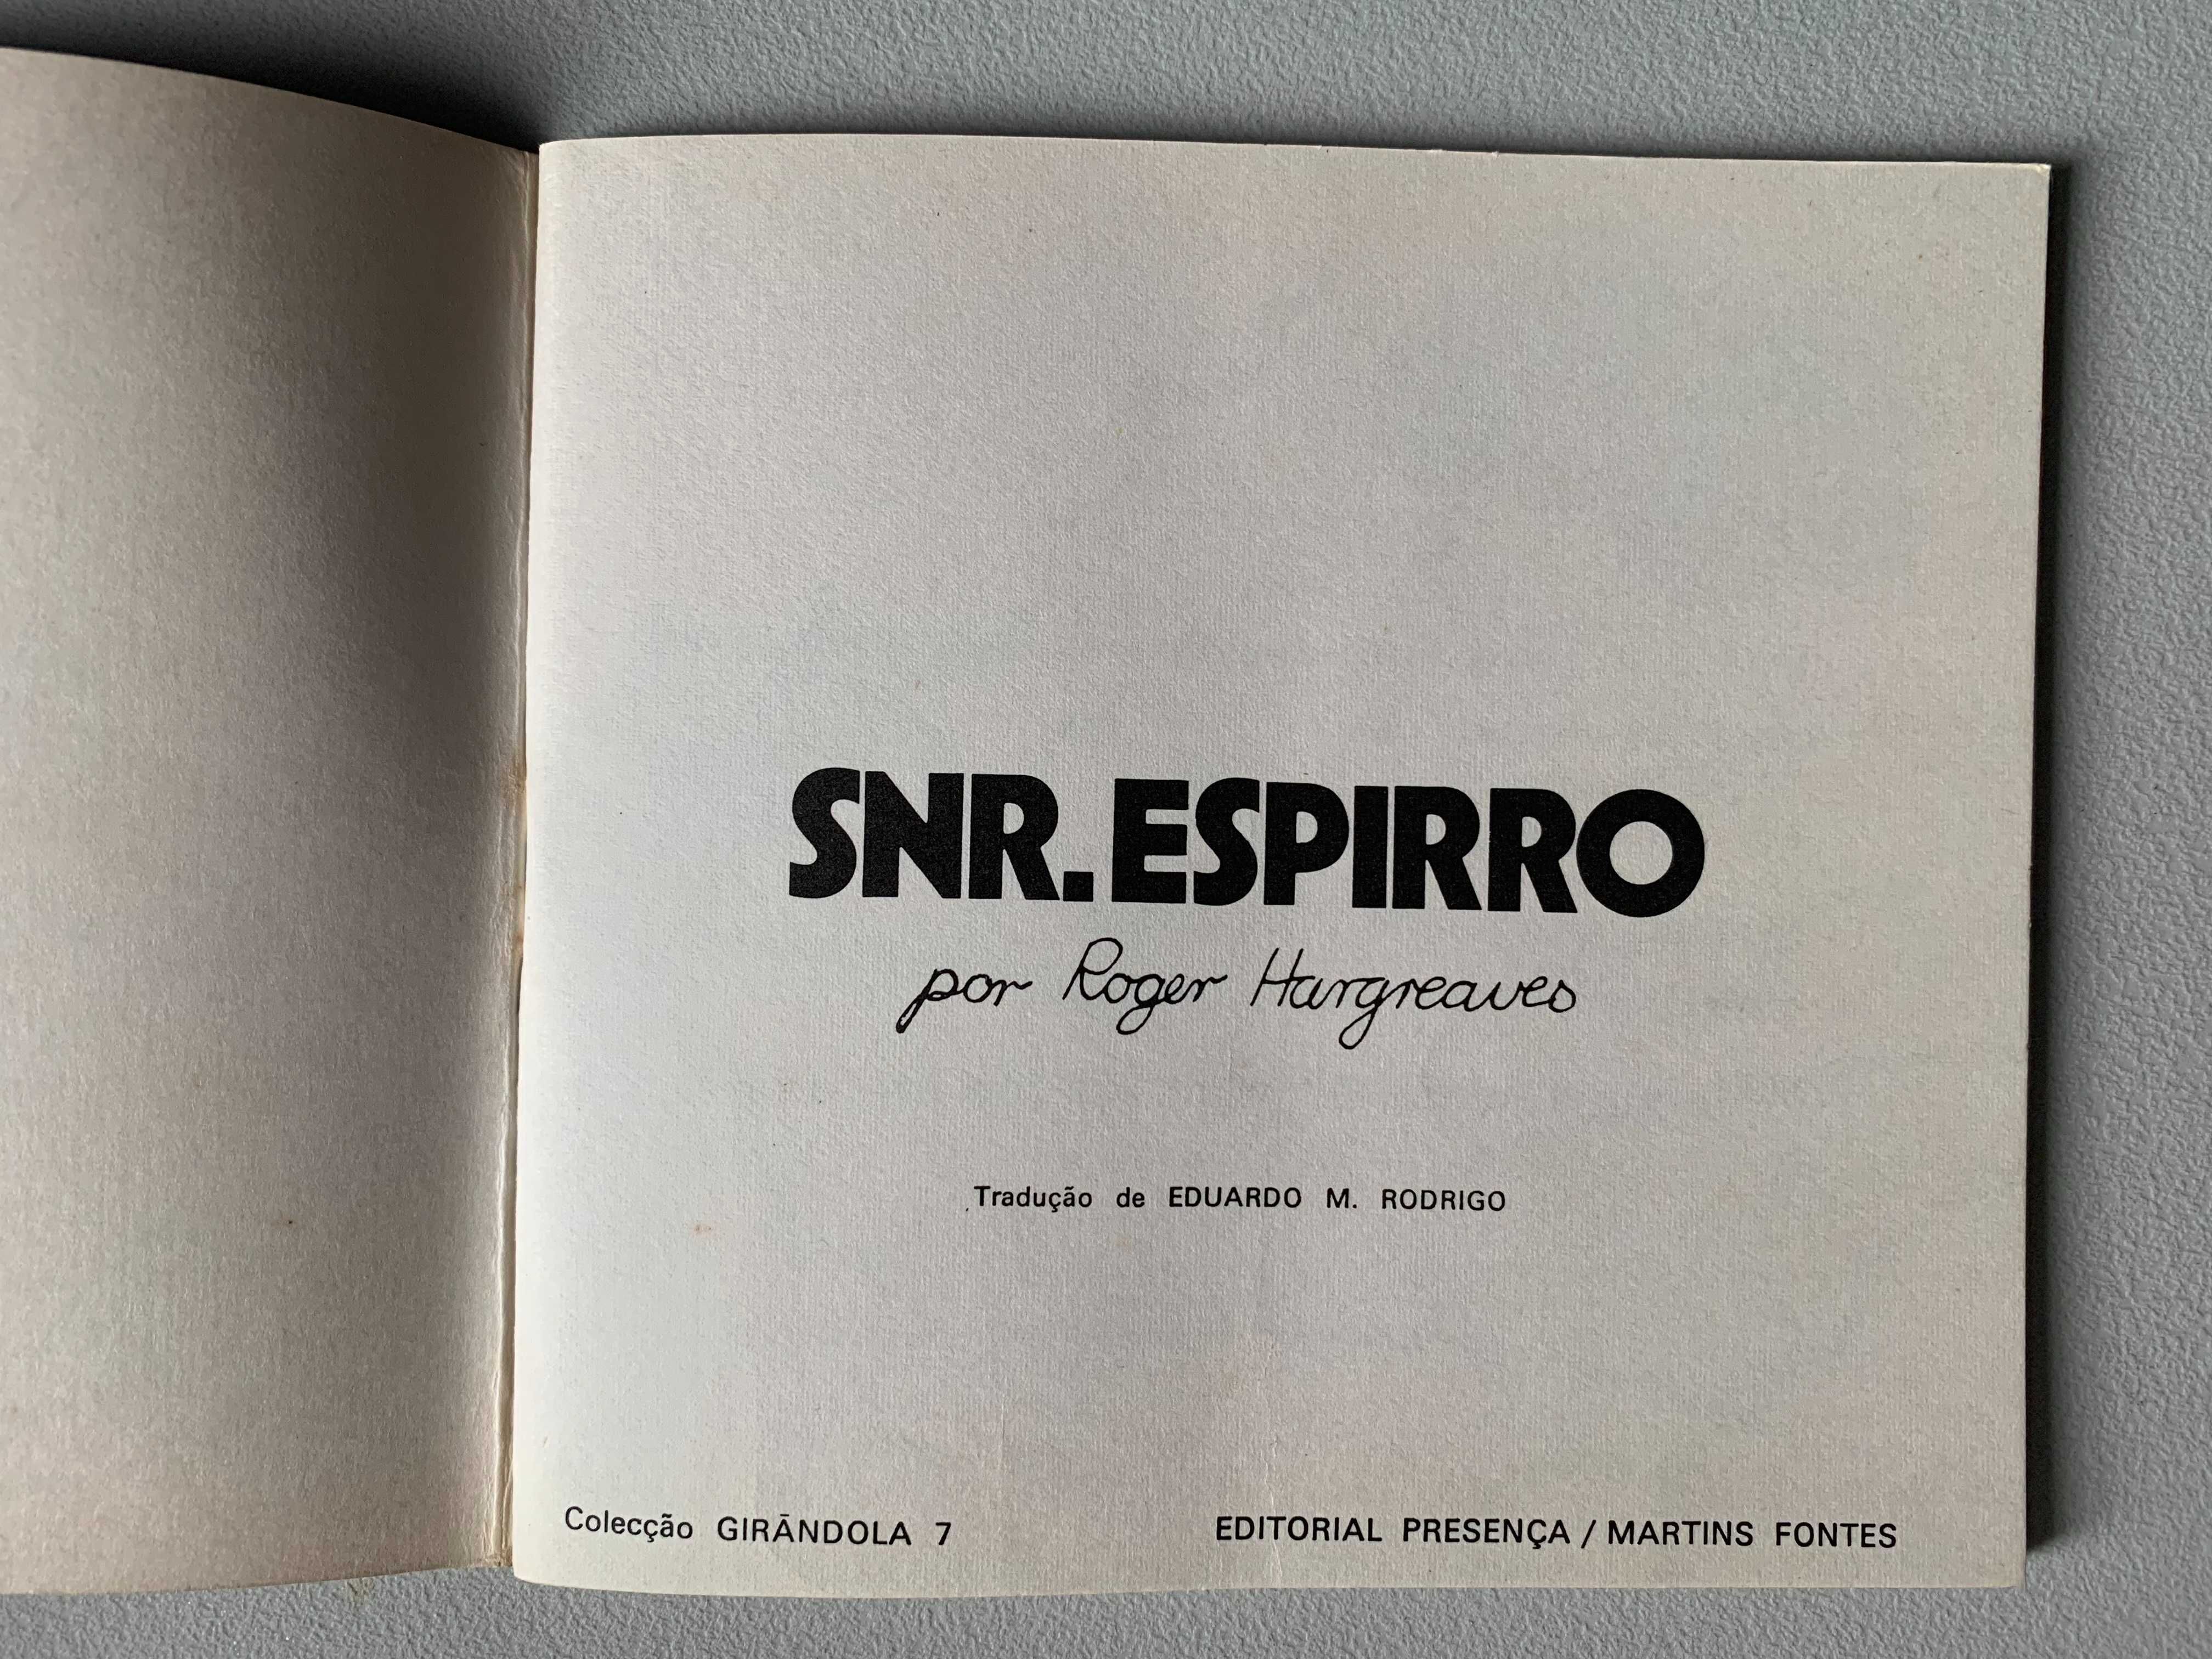 SNR. ESPIRRO
por Roger Hargreaves
Tradução de EDUARDO M. RODRIGO
Colecção GIRÂNDOLA 7
EDITORIAL PRESENÇA / MARTINS FONTES